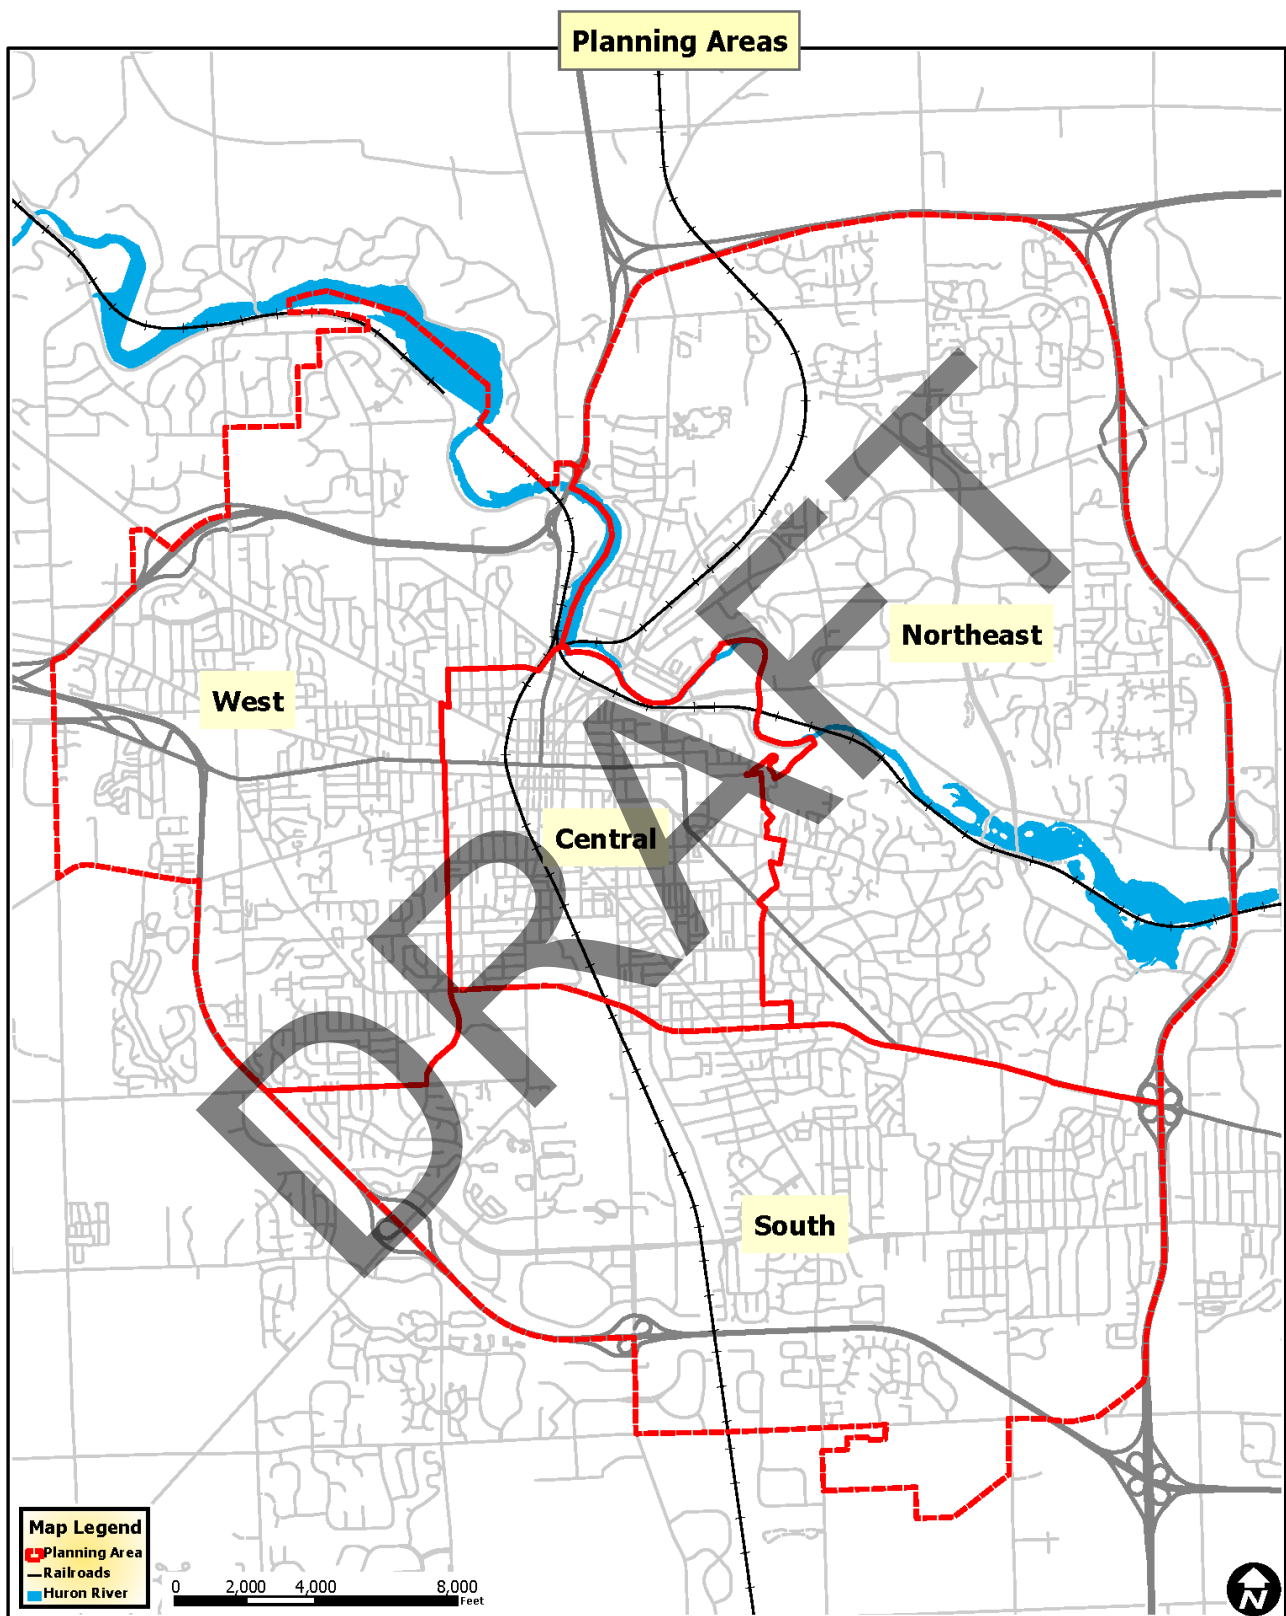 Planning Areas
Northeast
West
Central
South
DRAFT
Map Legend
Planning Area
Railroads
Huron River
0 2,000 4,000 8,000
Feet
N